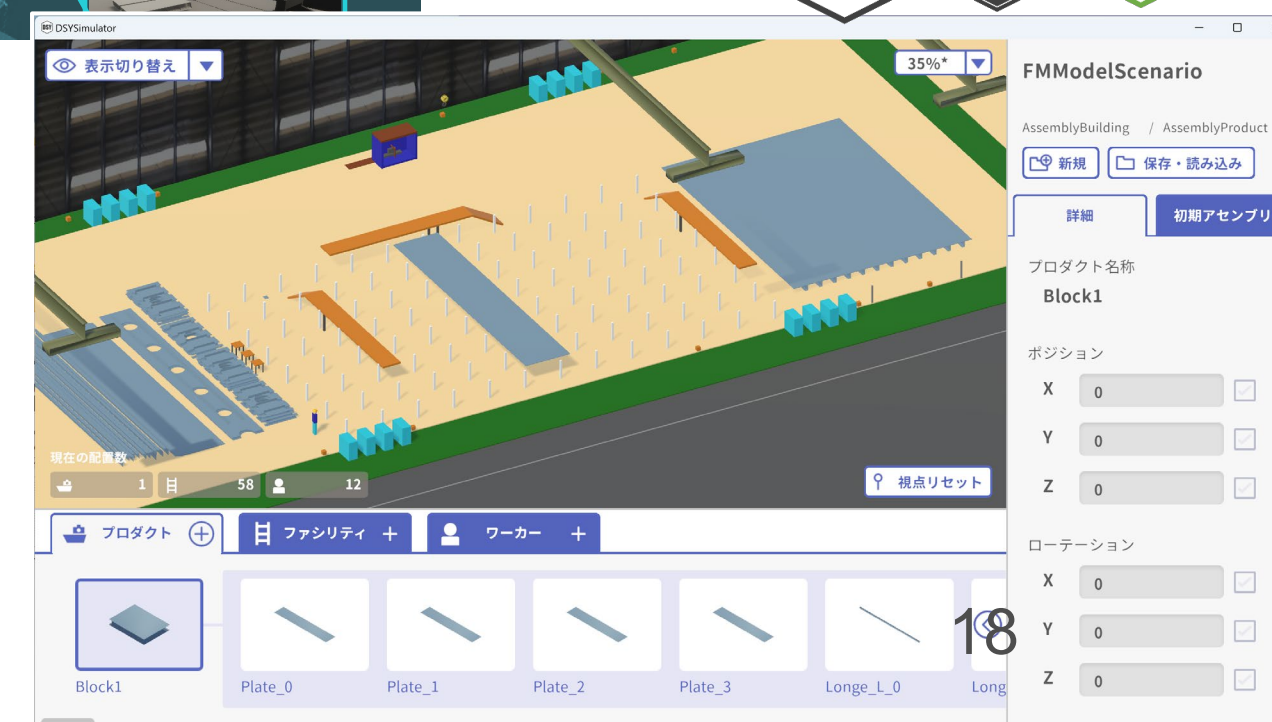 DSY DSYSimulator
表示切り替え
35%*
現在の配置数
1 58 12
視点リセット
プロダクト ファシリティ + ワーカー +
Block1 Plate_0 Plate_1 Plate_2 Plate_3 Longe_L_0 Long
18
FMModelScenario
AssemblyBuilding / AssemblyProduct
新規 保存・読み込み
詳細 初期アセンブリ
プロダクト名称
Block1
ポジション
X 0
Y 0
Z 0
ローテーション
X 0
Y 0
Z 0